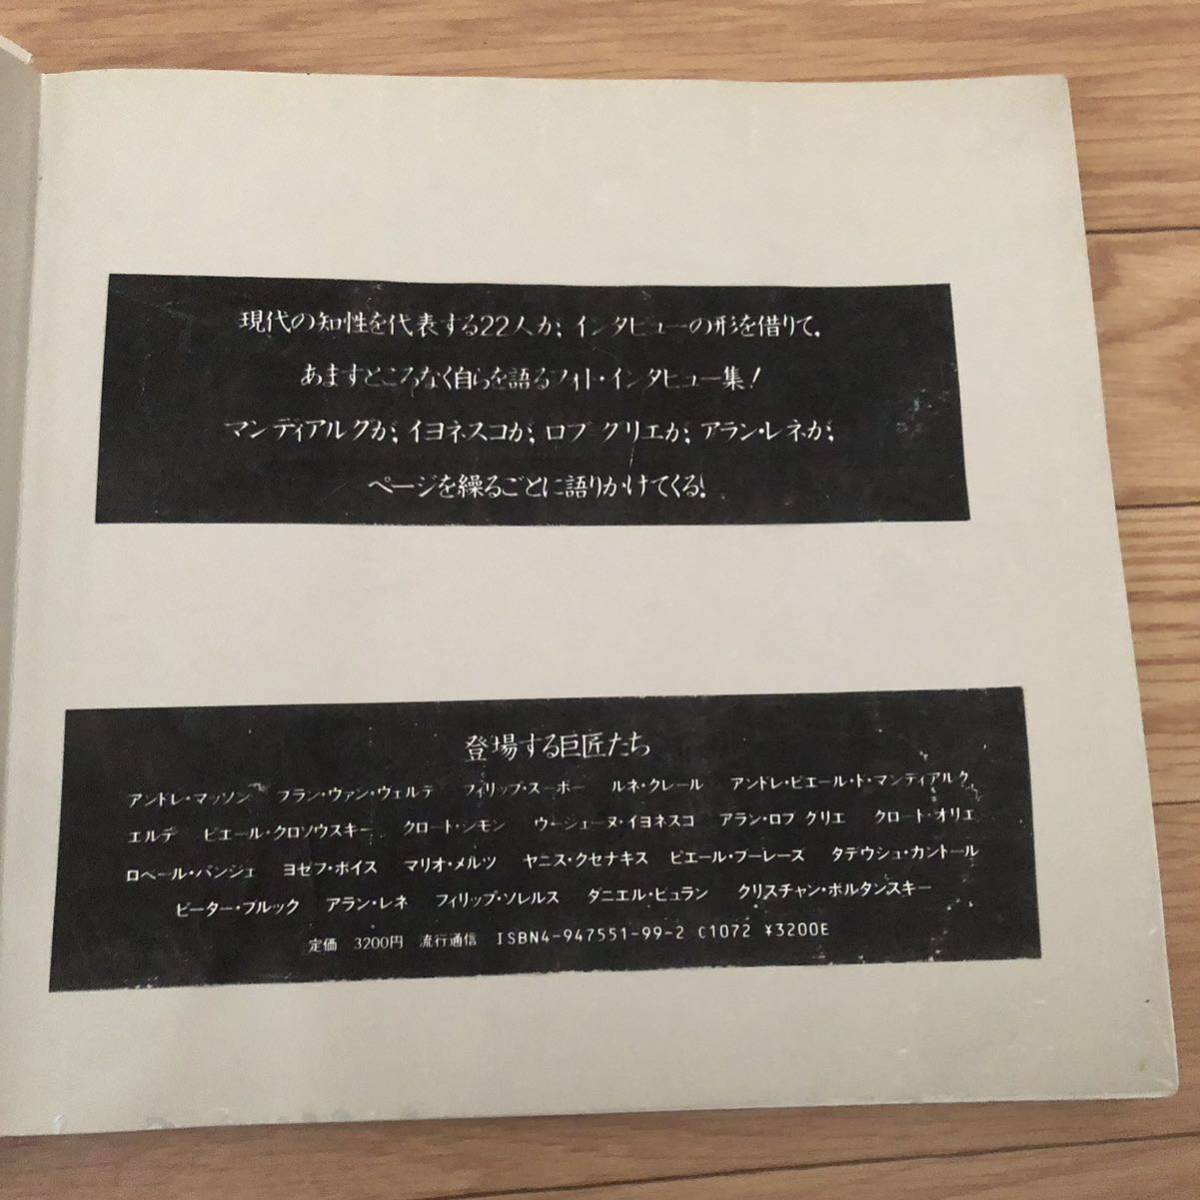 現代の知性を代表する22人が、インタビューの形を借りて、
あますところなく自らを語るフォト・インタビュー集！
マンディアルグが、イヨネスコが、ロブ グリエが、アラン・レネが、
ページを繰るごとに語りかけてくる！
登場する巨匠たち
アンドレ・マッソン フラン・ヴァン・ヴェルデ フィリップ・スーポー ルネ・クレール アンドレ・ピエール・ド・マンディアルグ
エルテ ピエール・クロソウスキー クロード・シモン ウージェーヌ・イヨネスコ アラン・ロブ グリエ クロード・オリエ
ロベール・パンジェ ヨゼフ・ボイス マリオ・メルツ ヤニス・クセナキス ピエール・ブーレーズ タデウシュ・カントール
ピーター・ブルック アラン・レネ フィリップ・ソレルス ダニエル・ビュラン クリスチャン・ボルタンスキー
定価 3200円 流行通信 ISBN4-947551-99-2 C1072 ¥3200E